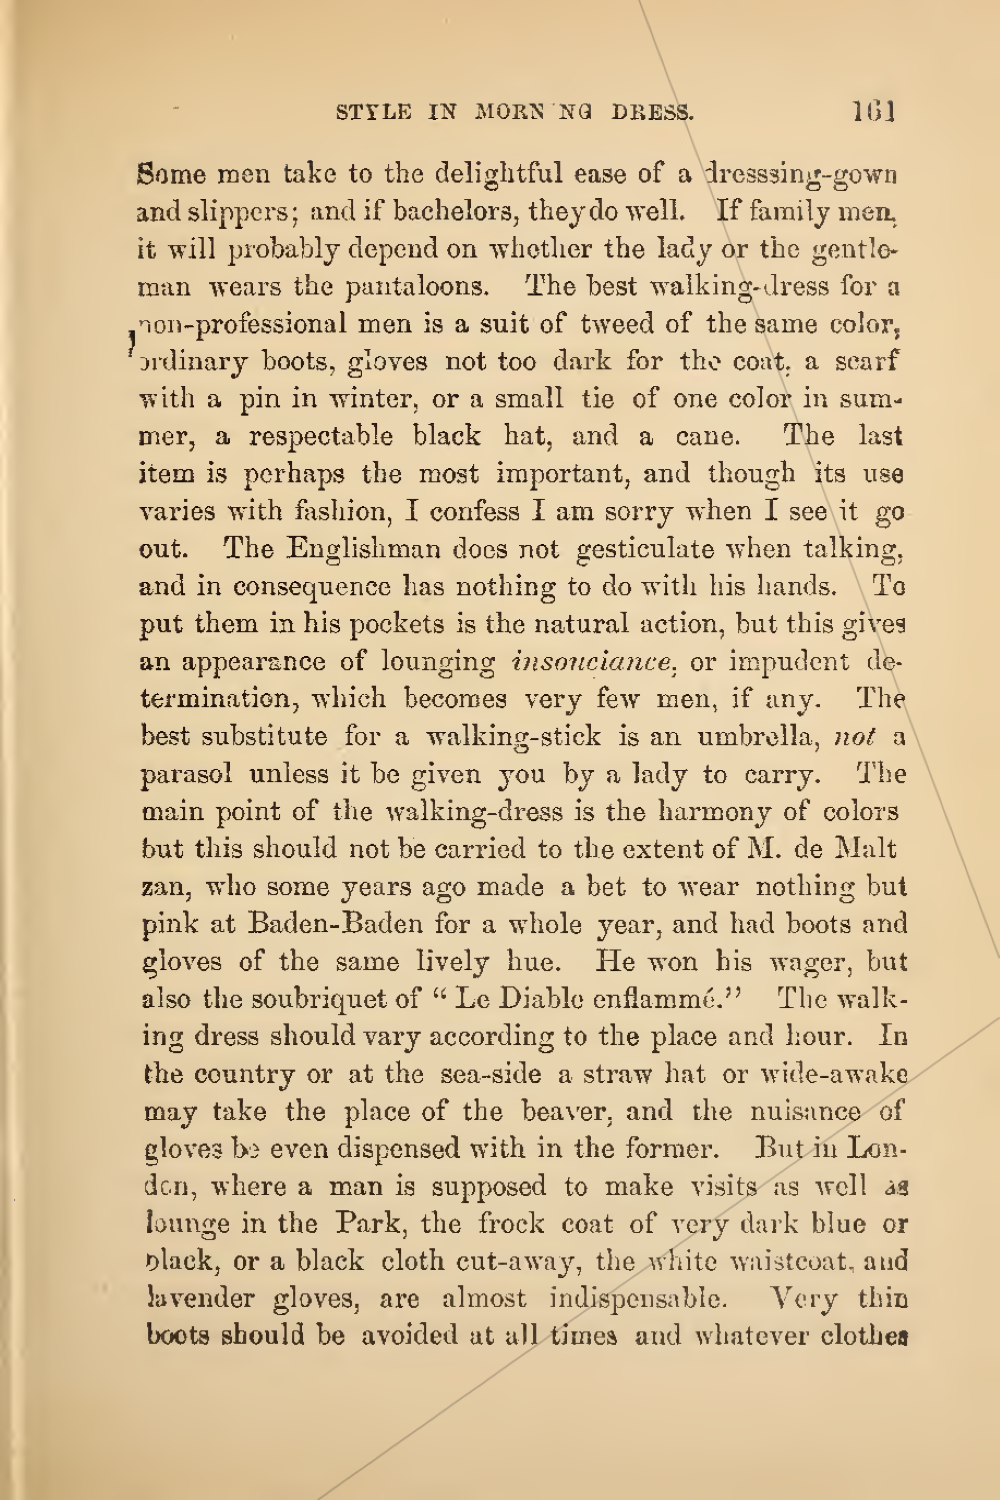 STYLE IN MORNING DRESS. 161
Some men take to the delightful ease of a dresssing-gown
and slippers; and if bachelors, they do well. If family men,
it will probably depend on whether the lady or the gentle-
man wears the pantaloons. The best walking-dress for a
non-professional men is a suit of tweed of the same color,
ordinary boots, gloves not too dark for the coat, a scarf
with a pin in winter, or a small tie of one color in sum-
mer, a respectable black hat, and a cane. The last
item is perhaps the most important, and though its use
varies with fashion, I confess I am sorry when I see it go
out. The Englishman does not gesticulate when talking,
and in consequence has nothing to do with his hands. To
put them in his pockets is the natural action, but this gives
an appearance of lounging insouciance, or impudent de-
termination, which becomes very few men, if any. The
best substitute for a walking-stick is an umbrella, not a
parasol unless it be given you by a lady to carry. The
main point of the walking-dress is the harmony of colors
but this should not be carried to the extent of M. de Malt
zan, who some years ago made a bet to wear nothing but
pink at Baden-Baden for a whole year, and had boots and
gloves of the same lively hue. He won his wager, but
also the soubriquet of “ Le Diable enflammé.” The walk-
ing dress should vary according to the place and hour. In
the country or at the sea-side a straw hat or wide-awake
may take the place of the beaver, and the nuisance of
gloves be even dispensed with in the former. But in Lon-
don, where a man is supposed to make visits as well as
lounge in the Park, the frock coat of very dark blue or
black, or a black cloth cut-away, the white waistcoat, and
lavender gloves, are almost indispensable. Very thin
boots should be avoided at all times and whatever clothes